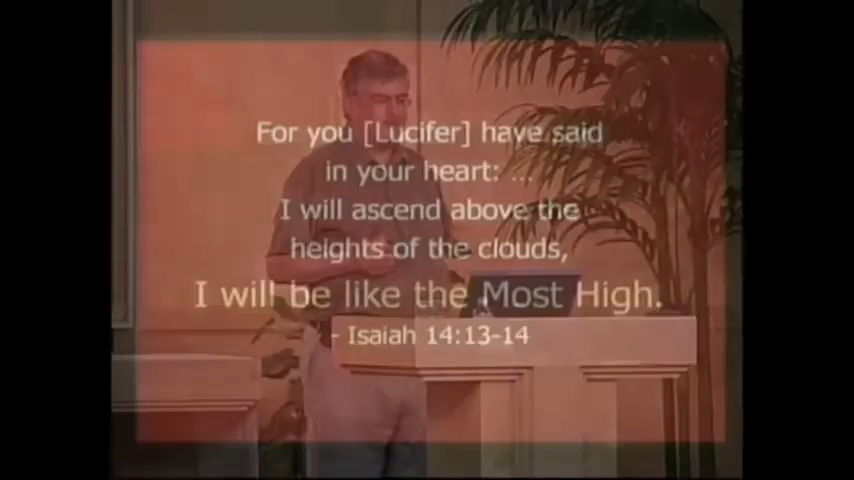 For you [Lucifer] have said
in your heart: ...
I will ascend above the
heights of the clouds,
I will be like the Most High.
- Isaiah 14:13-14